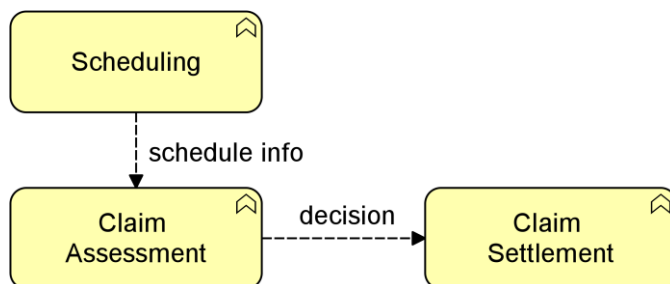 Scheduling
schedule info
Claim
Assessment
decision
Claim
Settlement